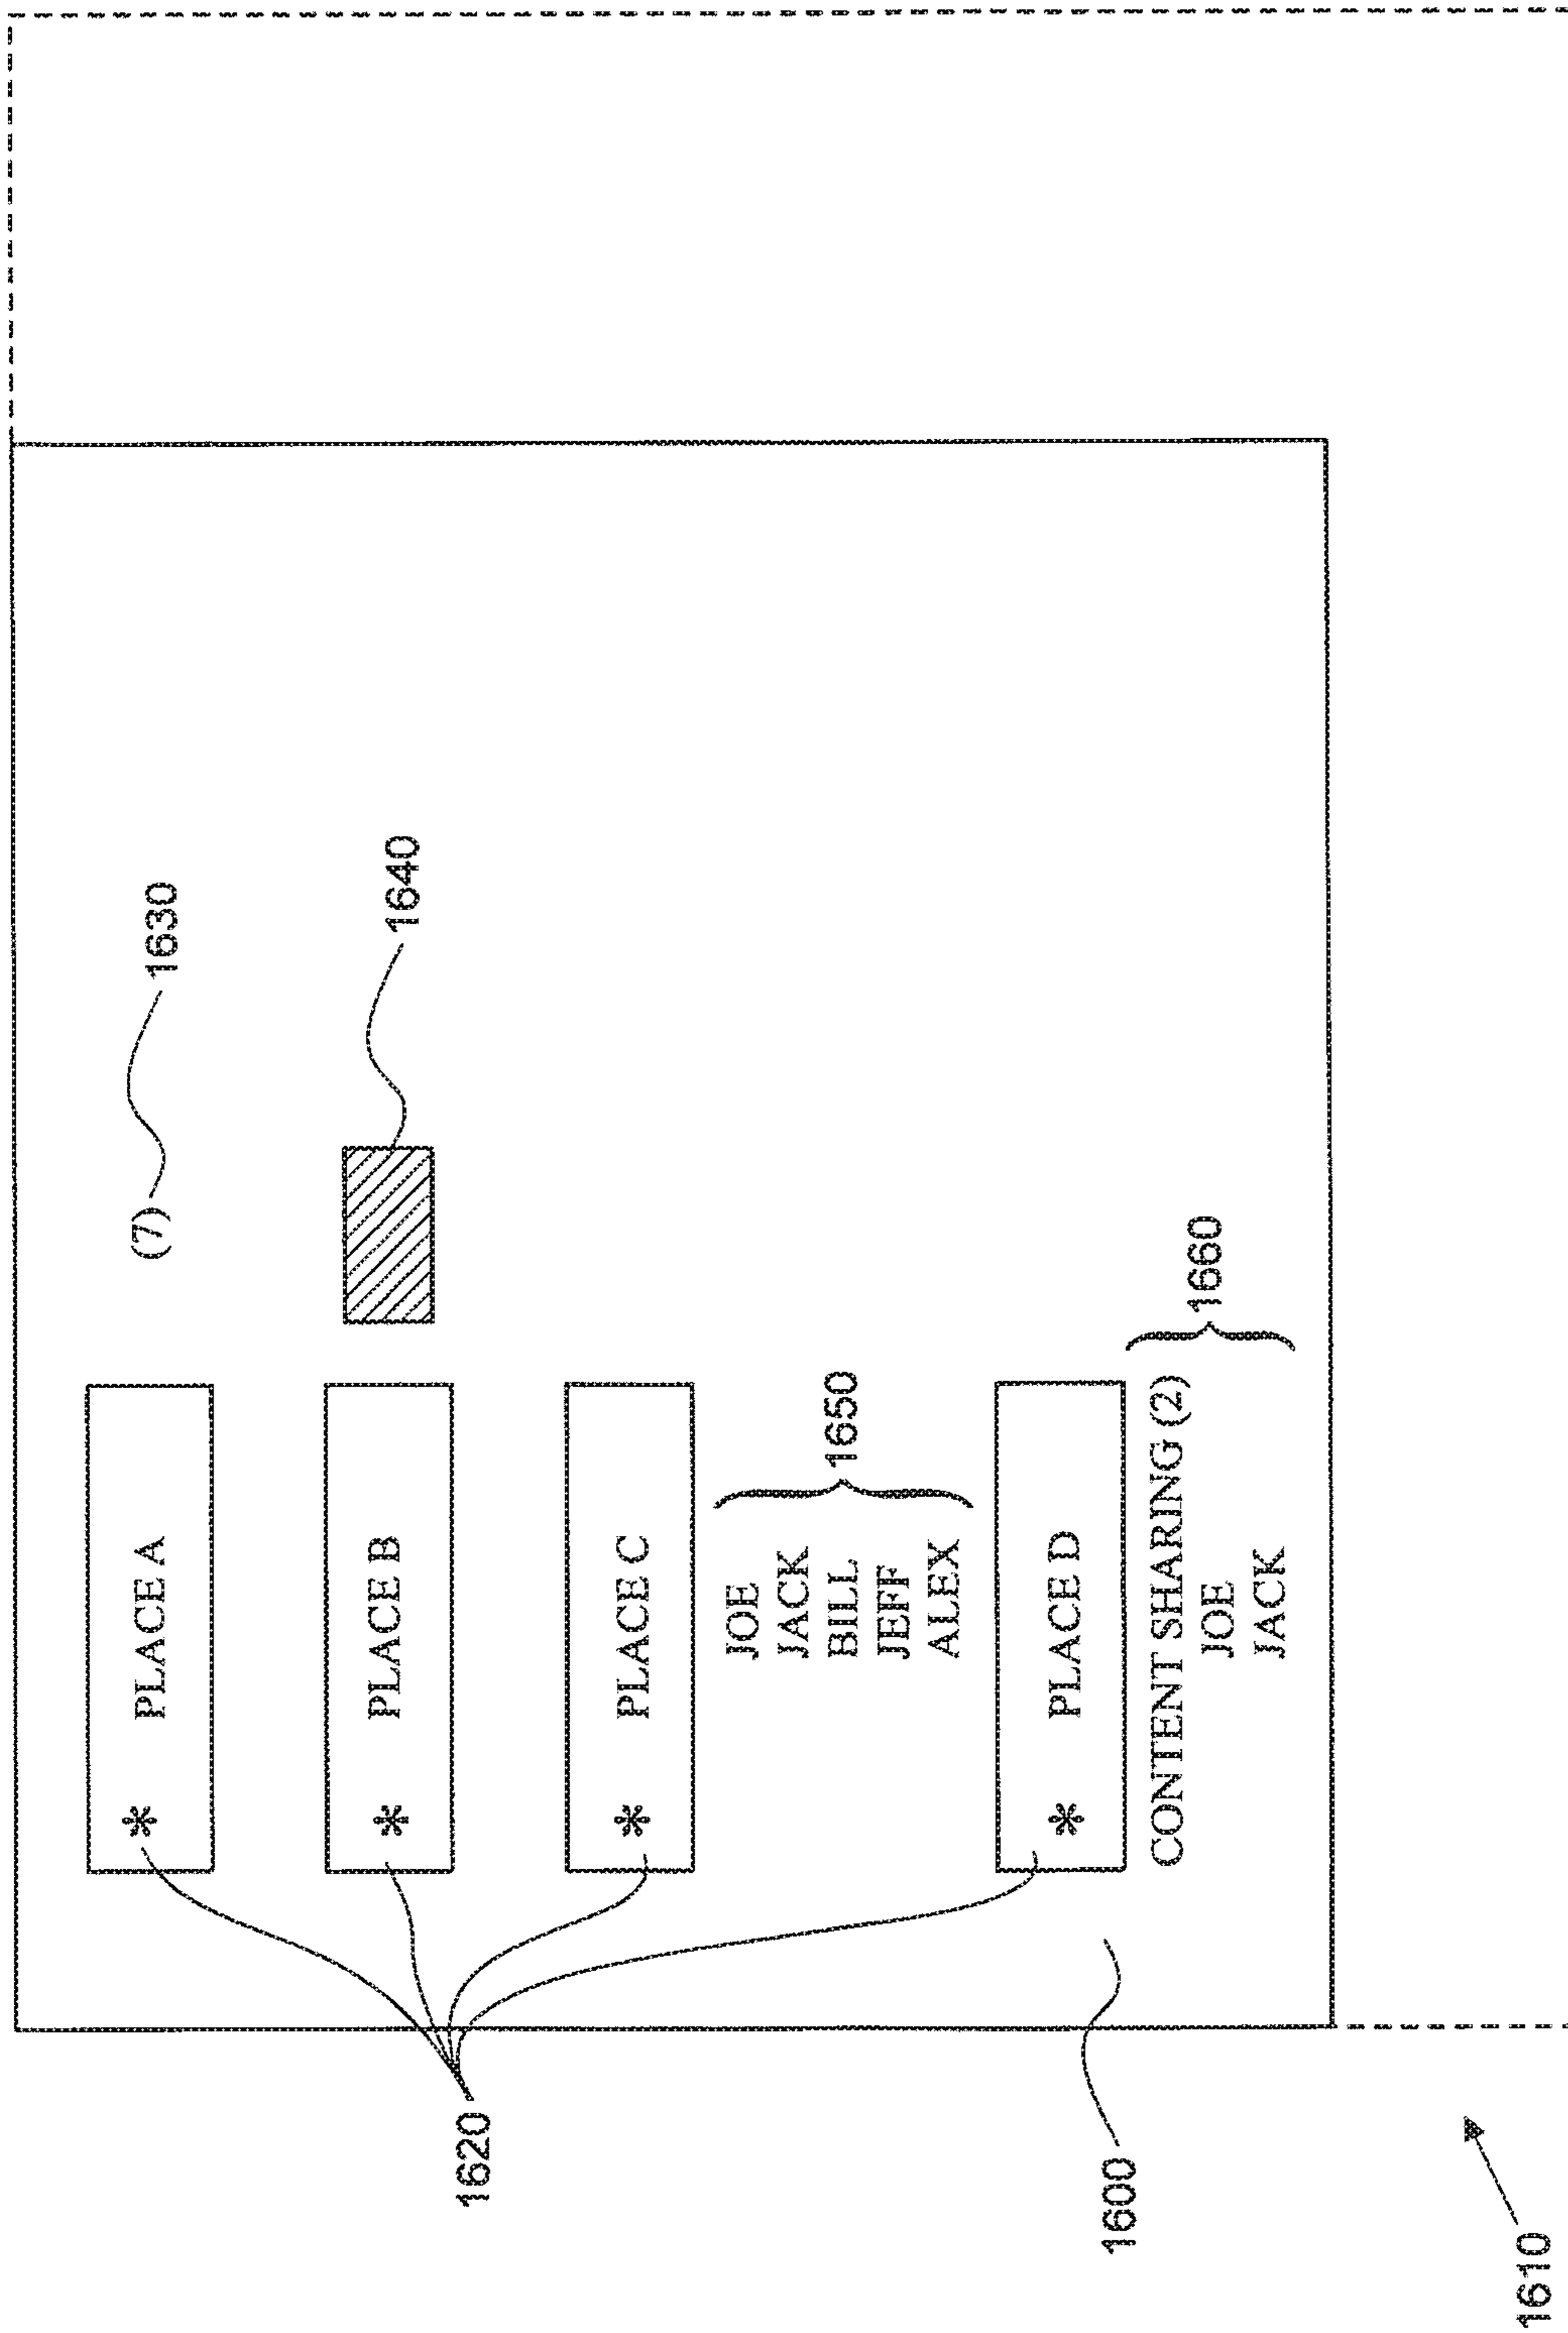 * PLACE A
(7)
1630
* PLACE B
1640
1620
* PLACE C
JOE
JACK
BILL
JEFF
ALEX
1650
* PLACE D
CONTENT SHARING (2)
JOE
JACK
1660
1600
1610